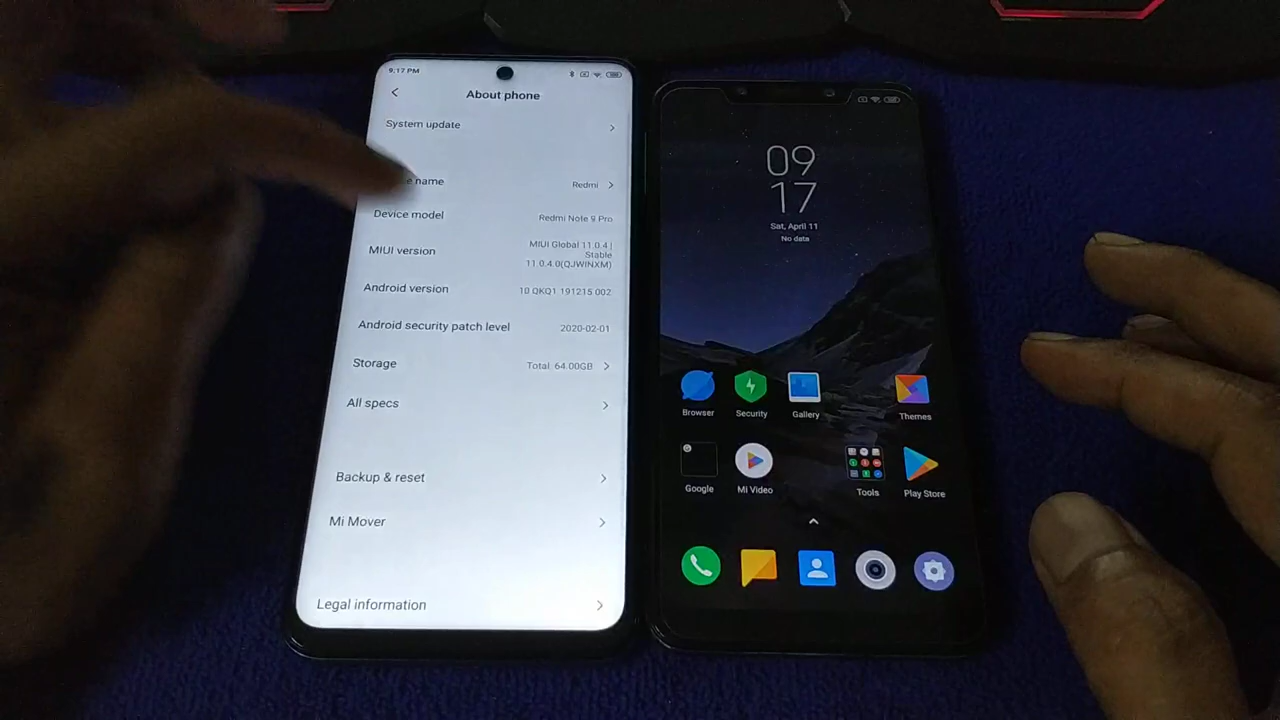 9:17 PM
About phone
System update
name
Redmi
Device model
Redmi Note 9 Pro
MIUI version
MIUI Global 11.0.4 |
Stable
11.0.4.0(QJWINXM)
Android version
10 QKQ1 191215 002
Android security patch level
2020-02-01
Storage
Total: 64.00GB
All specs
Backup & reset
Mi Mover
Legal information
09
17
Sat, April 11
No data
Browser
Security
Gallery
Themes
Google
Mi Video
Tools
Play Store